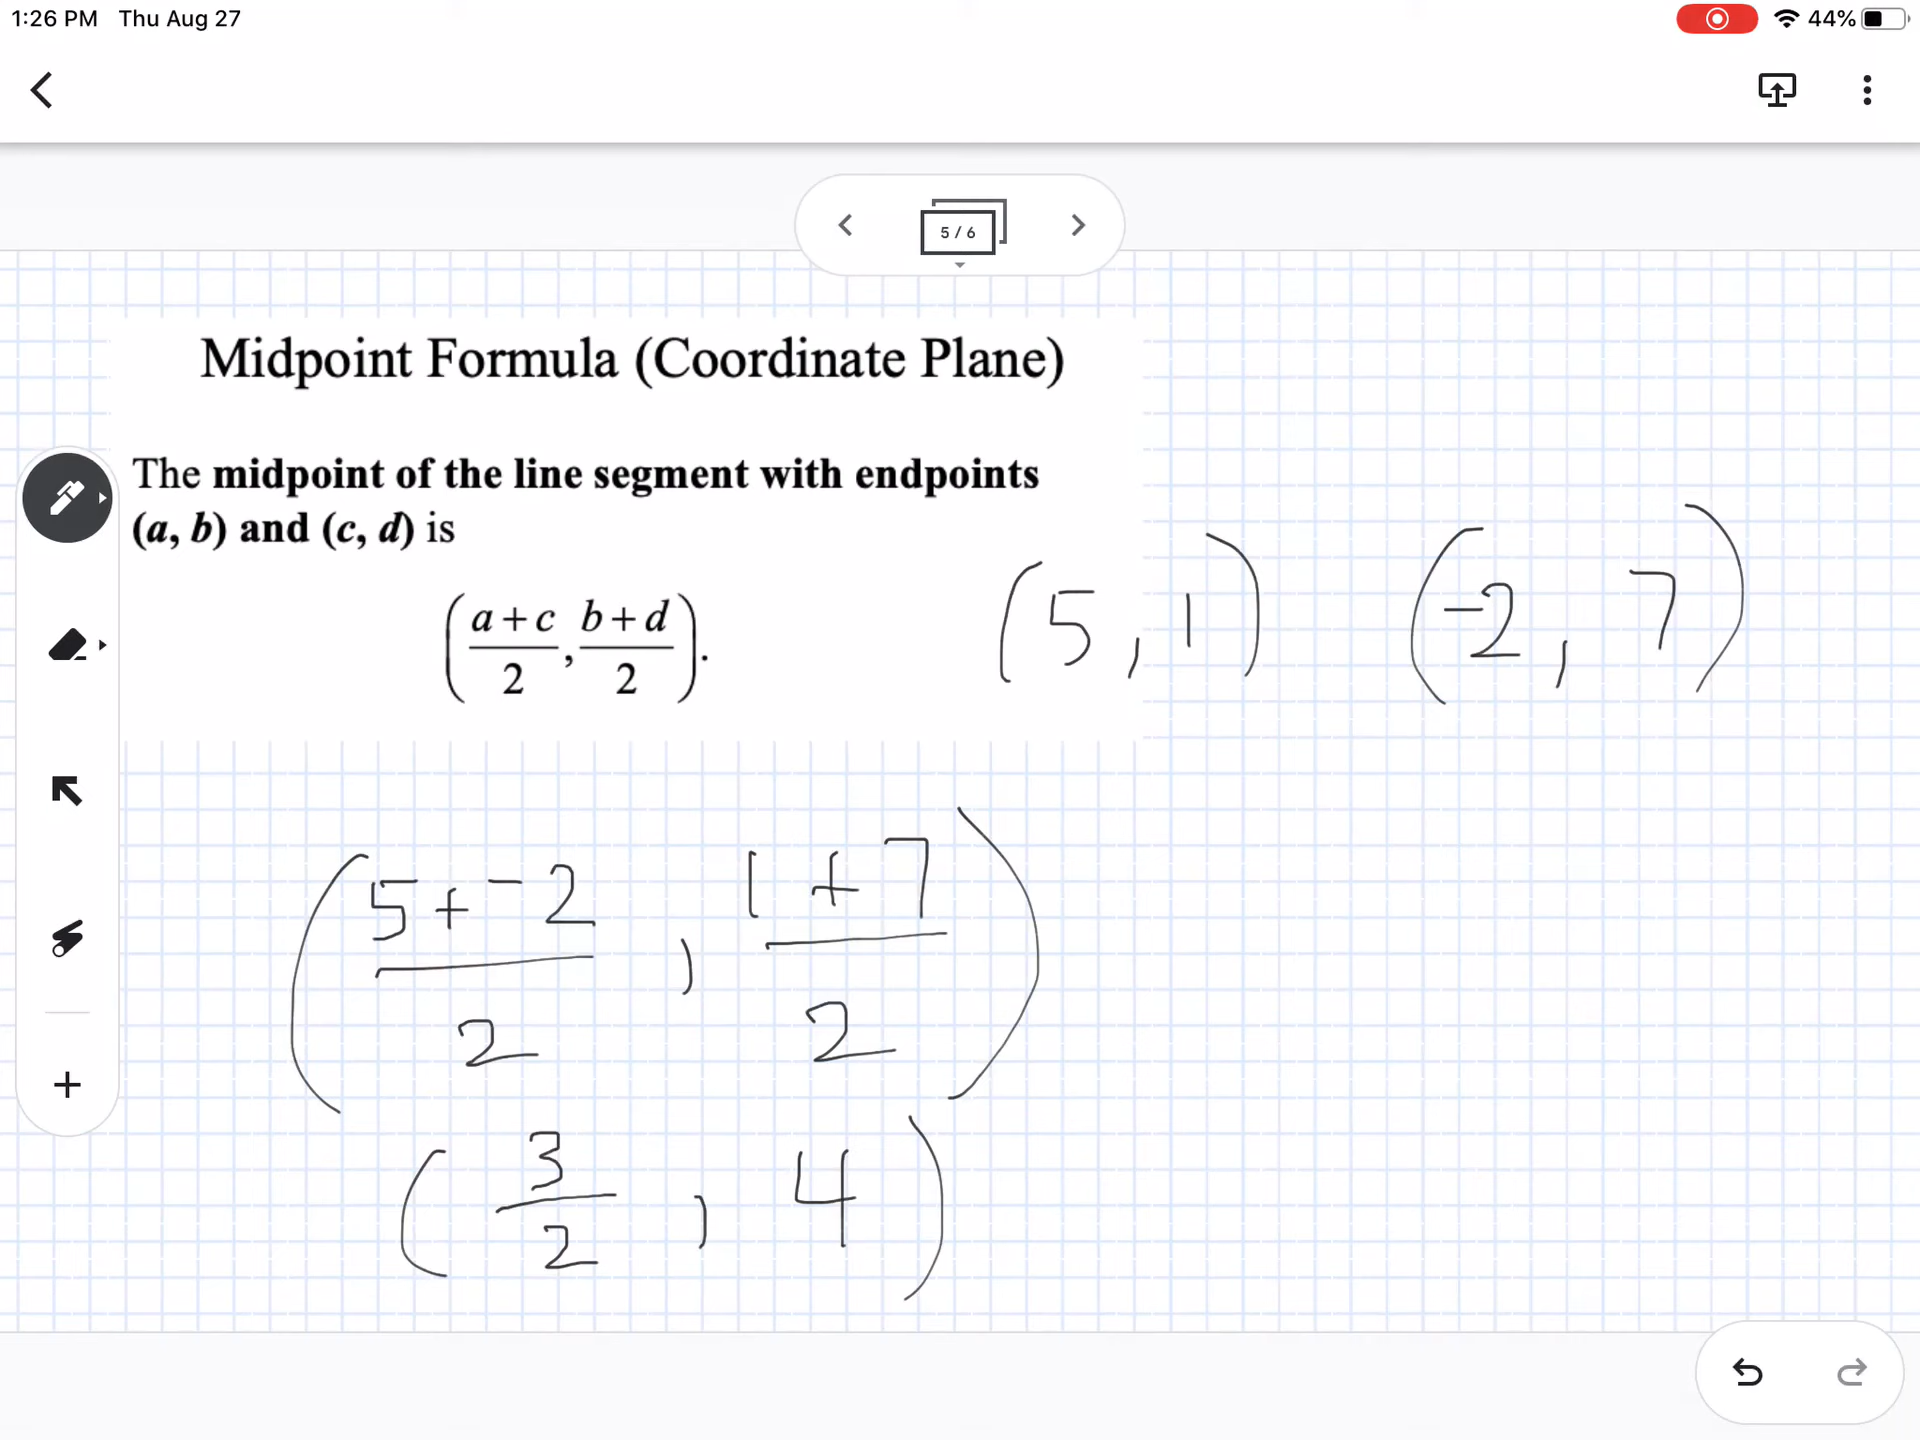 1:26 PM Thu Aug 27
44%
5 / 6
Midpoint Formula (Coordinate Plane)
The midpoint of the line segment with endpoints
(a, b) and (c, d) is
(a + c / 2, b + d / 2).
(5, 1) (-2, 7)
(5 + -2 / 2, 1 + 7 / 2)
(3 / 2, 4)